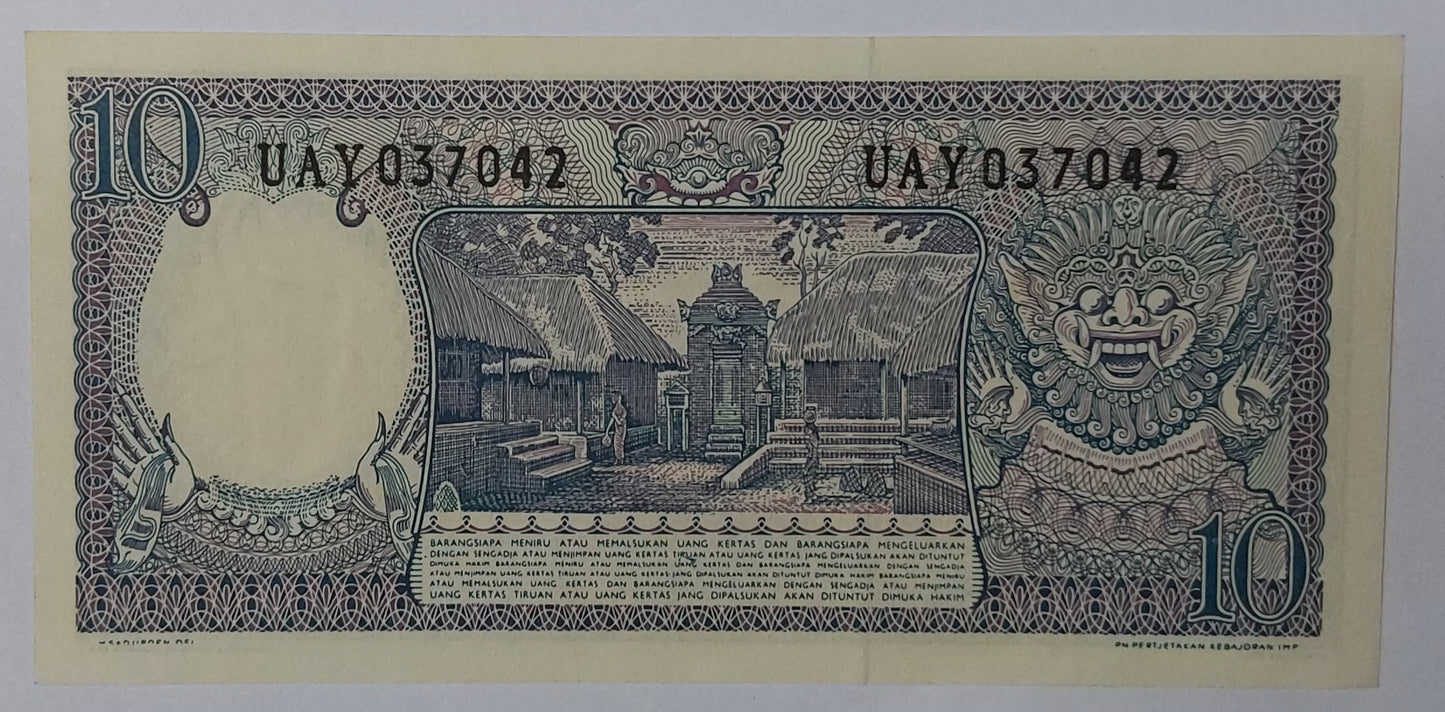 10
UAY037042 UAY037042
BARANGSIAPA MENIRU ATAU MEMALSUKAN UANG KERTAS DAN BARANGSIAPA MENGELUARKAN
DENGAN SENGADJA ATAU MENJIMPAN UANG KERTAS TIRUAN ATAU UANG KERTAS JANG DIPALSUKAN AKAN DITUNTUT
DIMUKA HAKIM BARANGSIAPA MENIRU ATAU MEMALSUKAN UANG KERTAS DAN BARANGSIAPA MENGELUARKAN DENGAN SENGADJA
ATAU MENJIMPAN UANG KERTAS TIRUAN ATAU UANG KERTAS JANG DIPALSUKAN AKAN DITUNTUT DIMUKA HAKIM BARANGSIAPA MENIRU
ATAU MEMALSUKAN UANG KERTAS DAN BARANGSIAPA MENGELUARKAN DENGAN SENGADJA ATAU MENJIMPAN
UANG KERTAS TIRUAN ATAU UANG KERTAS JANG DIPALSUKAN AKAN DITUNTUT DIMUKA HAKIM
10
PN PERTJETAKAN KEBAJORAN IMP